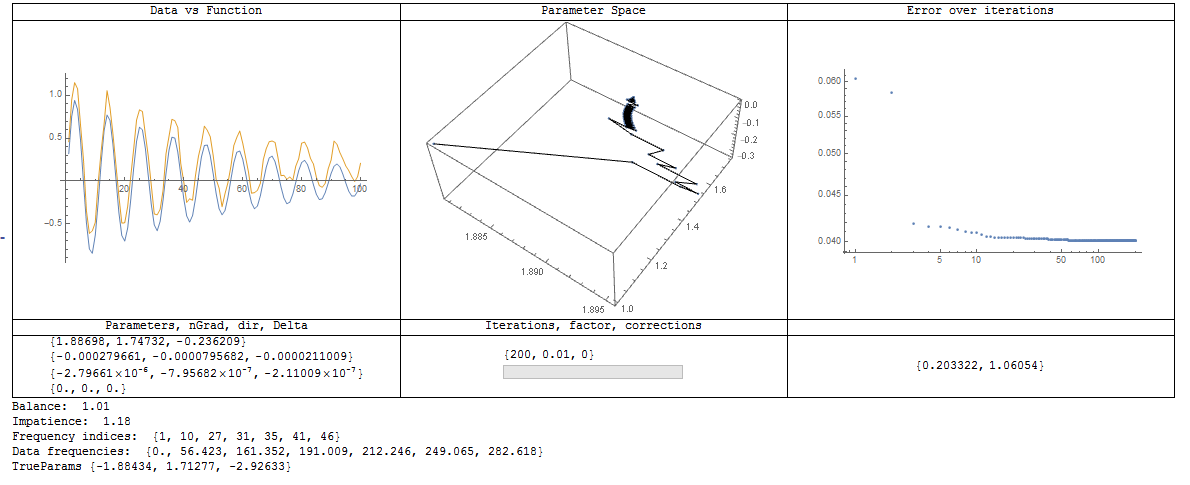 Data vs Function
Parameter Space
Error over iterations
1.0
0.5
-0.5
20
40
60
80
100
0.0
-0.1
-0.2
-0.3
1.6
1.4
1.2
1.0
1.885
1.890
1.895
0.060
0.055
0.050
0.045
0.040
1
5
10
50
100
Parameters, nGrad, dir, Delta
Iterations, factor, corrections
{1.88698, 1.74732, -0.236209}
{-0.000279661, -0.0000795682, -0.0000211009}
{-2.79661×10^-6, -7.95682×10^-7, -2.11009×10^-7}
{0., 0., 0.}
{200, 0.01, 0}
{0.203322, 1.06054}
Balance: 1.01
Impatience: 1.18
Frequency indices: {1, 10, 27, 31, 35, 41, 46}
Data frequencies: {0., 56.423, 161.352, 191.009, 212.246, 249.065, 282.618}
TrueParams {-1.88434, 1.71277, -2.92633}